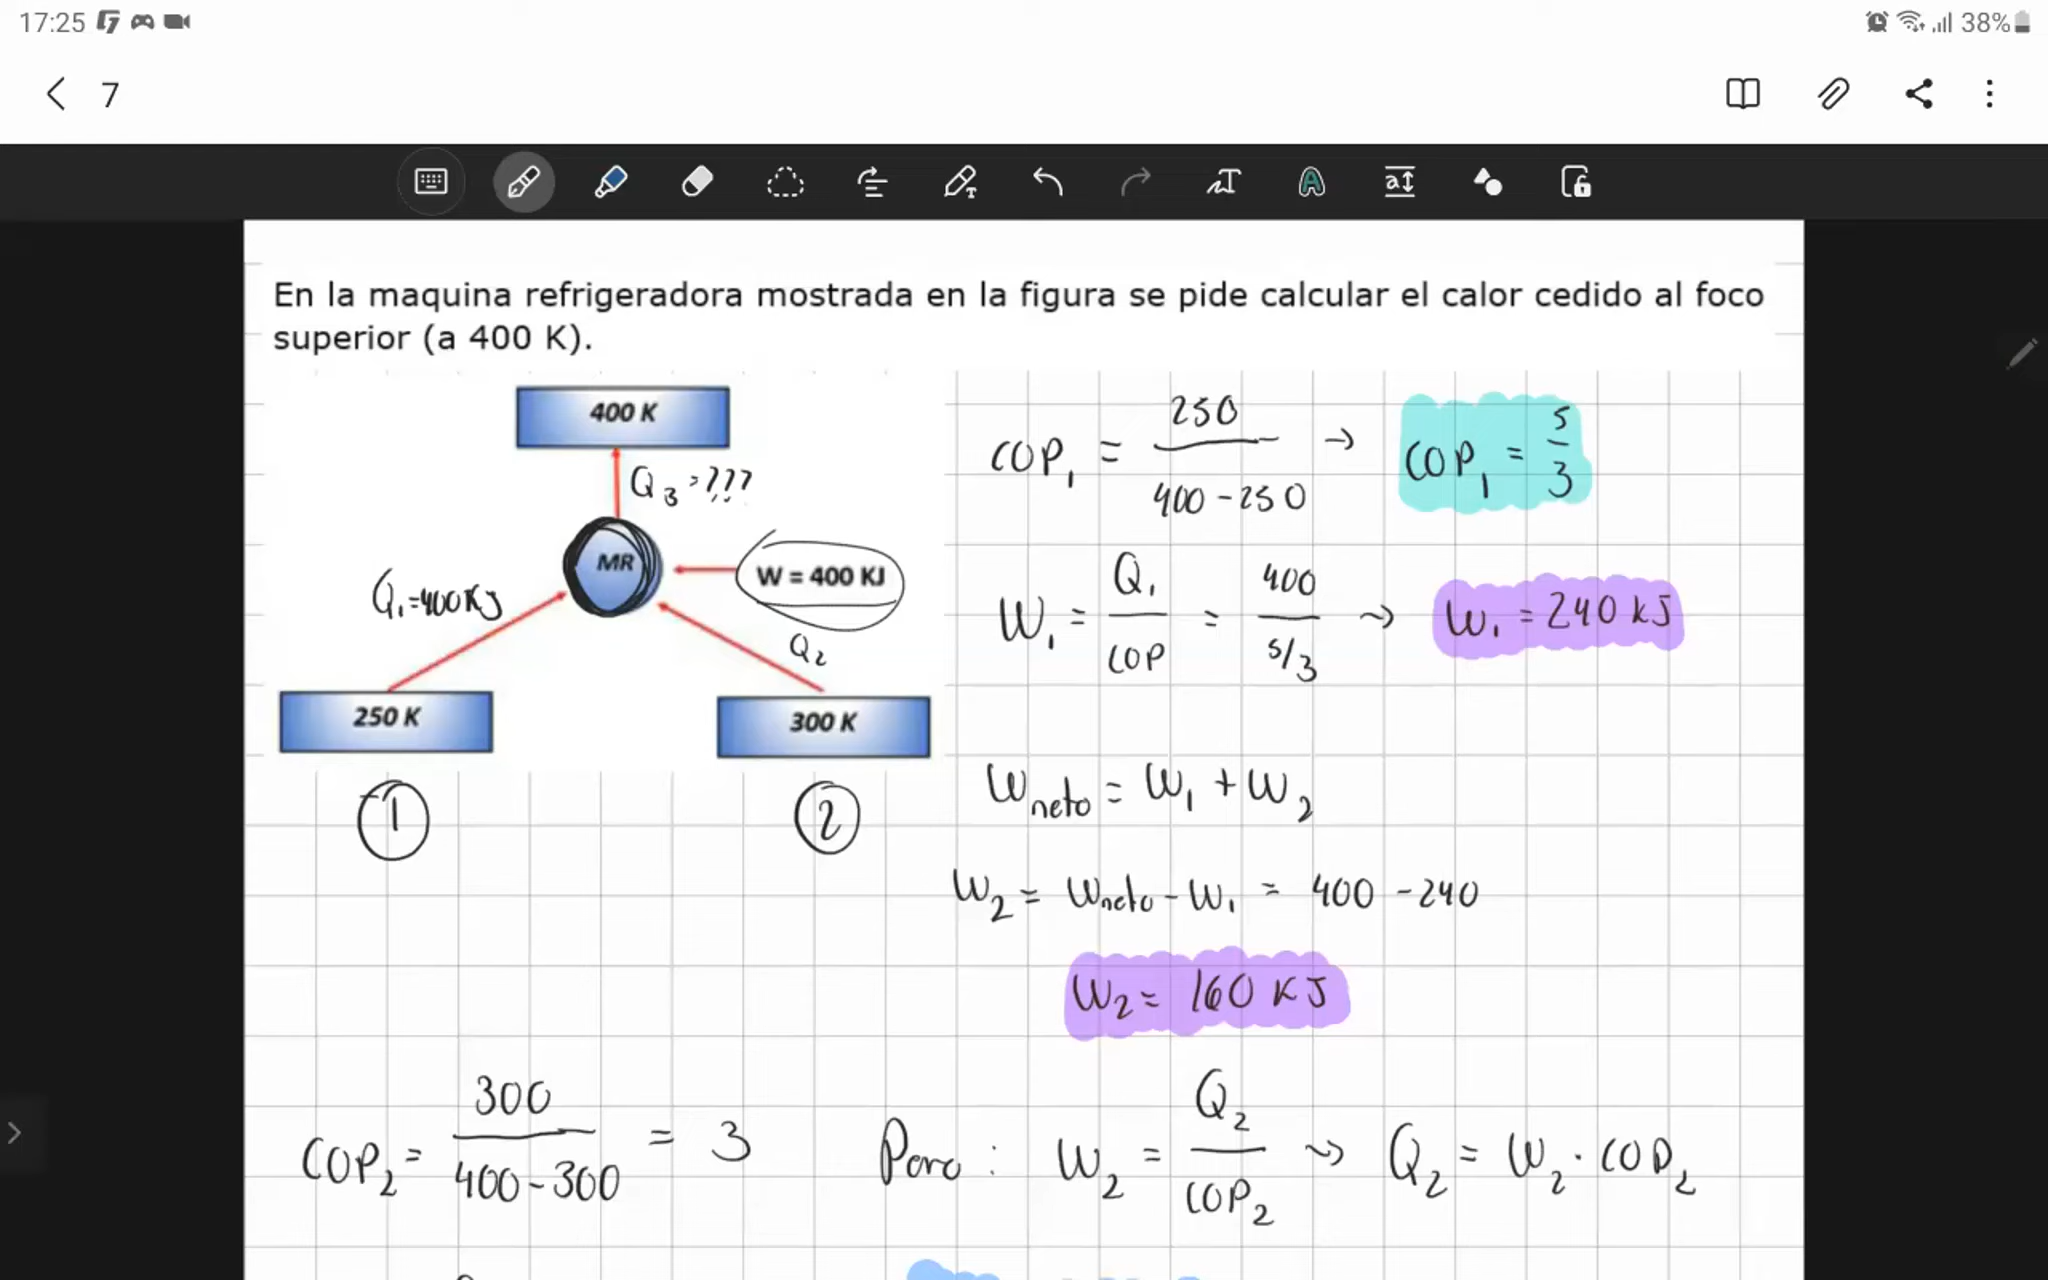 17:25
38%
7
En la maquina refrigeradora mostrada en la figura se pide calcular el calor cedido al foco
superior (a 400 K).
400 K
Q₃ = ???
MR
W = 400 KJ
Q₁=400KJ
Q₂
250 K
300 K
1
2
COP₁ = 250 / 400 - 250 → COP₁ = 5/3
W₁ = Q₁ / COP = 400 / 5/3 → W₁ = 240 KJ
Wneto = W₁ + W₂
W₂ = Wneto - W₁ = 400 - 240
W₂ = 160 KJ
COP₂ = 300 / 400 - 300 = 3
Pero: W₂ = Q₂ / COP₂ → Q₂ = W₂ · COP₂